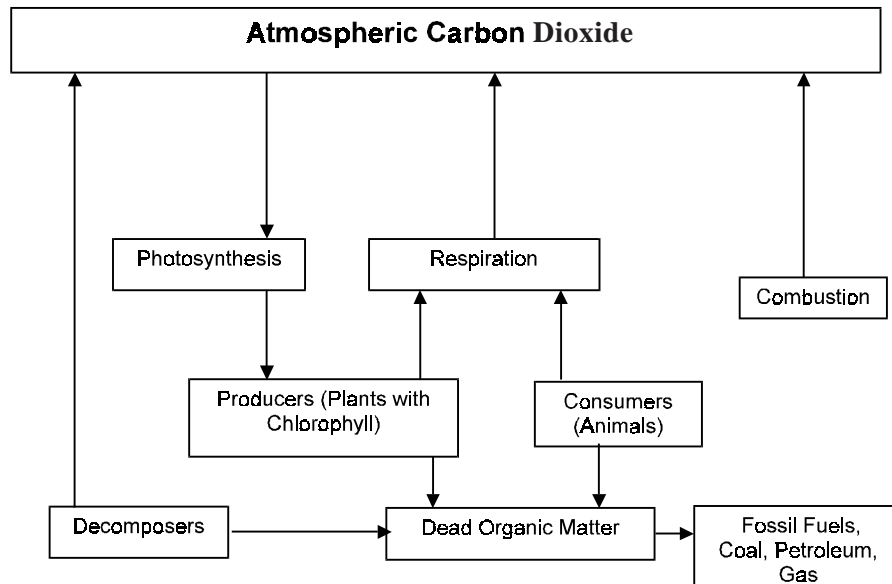 Atmospheric Carbon Dioxide
Photosynthesis
Respiration
Combustion
Producers (Plants with
Chlorophyll)
Consumers
(Animals)
Decomposers
Dead Organic Matter
Fossil Fuels,
Coal, Petroleum,
Gas